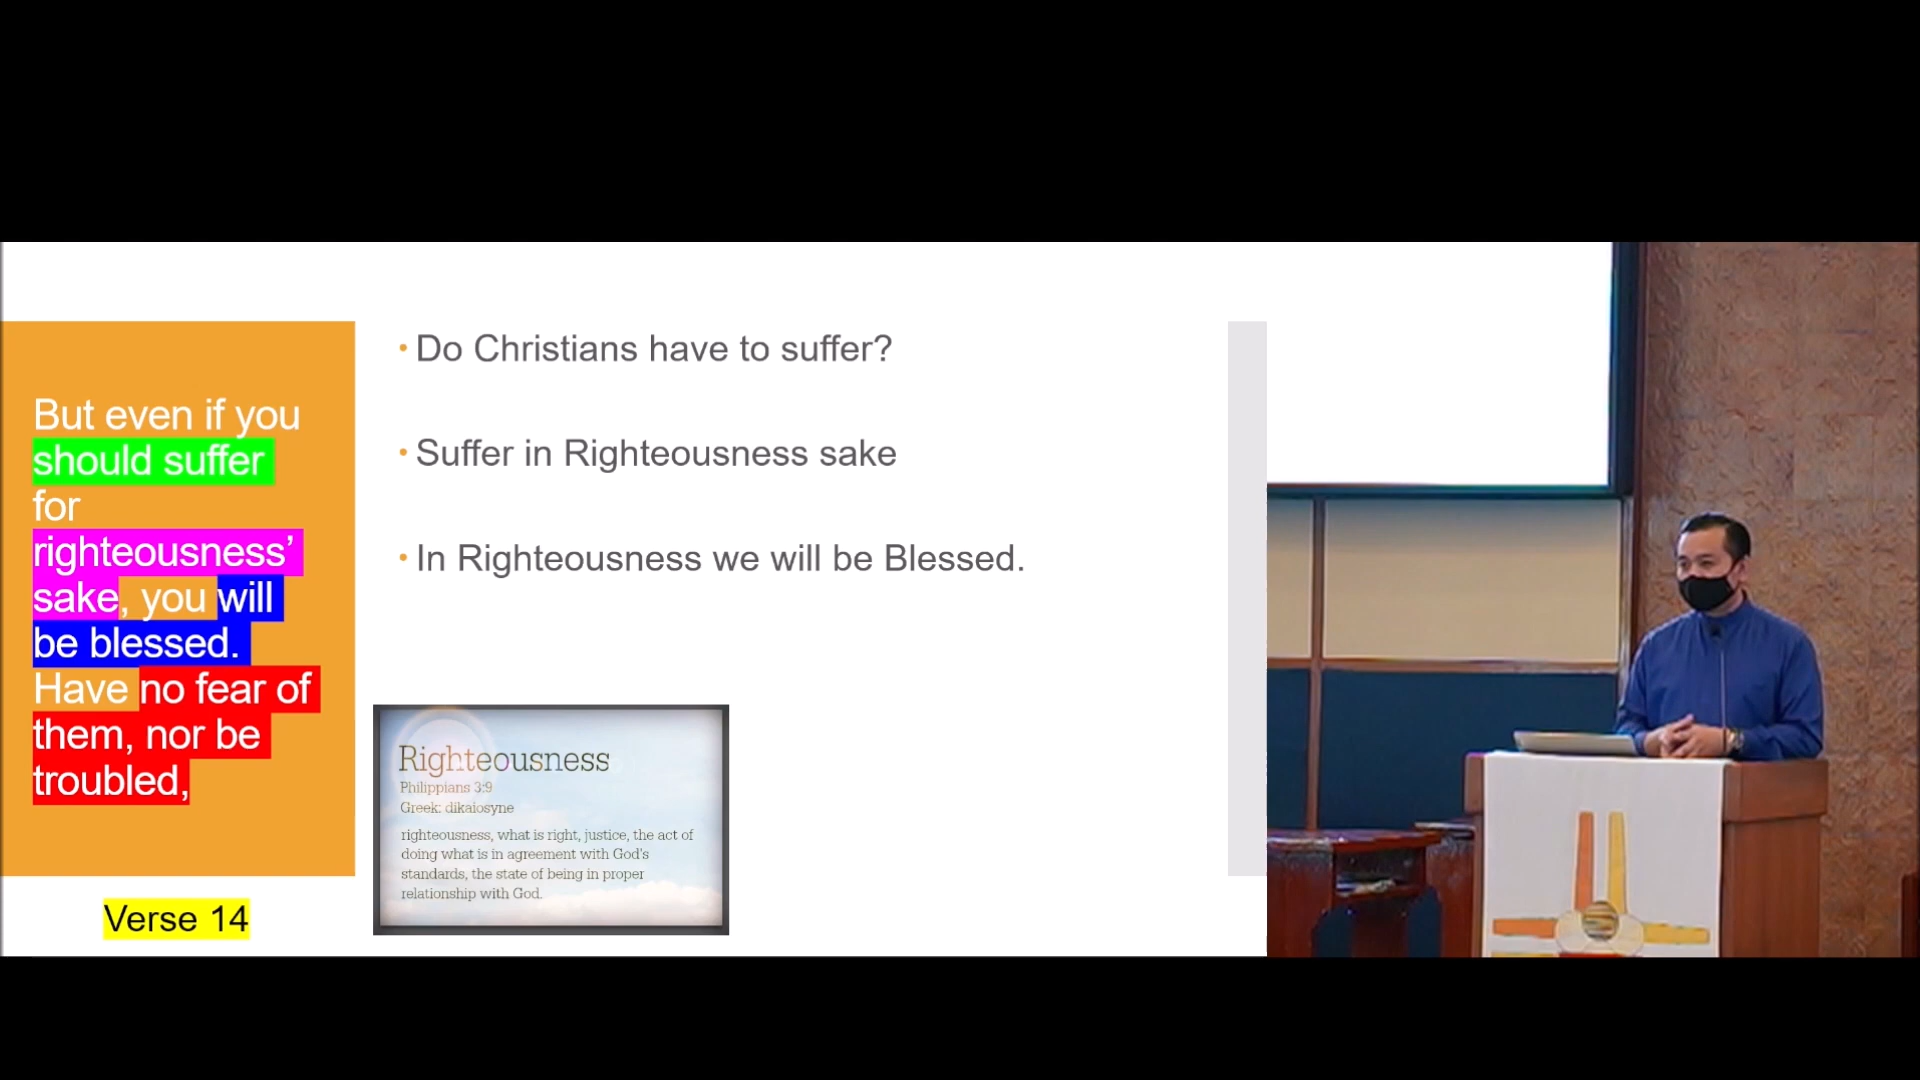 But even if you
should suffer
for
righteousness’
sake, you will
be blessed.
Have no fear of
them, nor be
troubled,
Verse 14
• Do Christians have to suffer?
• Suffer in Righteousness sake
• In Righteousness we will be Blessed.
Righteousness
Philippians 3:9
Greek: dikaiosyne
righteousness, what is right, justice, the act of
doing what is in agreement with God's
standards, the state of being in proper
relationship with God.